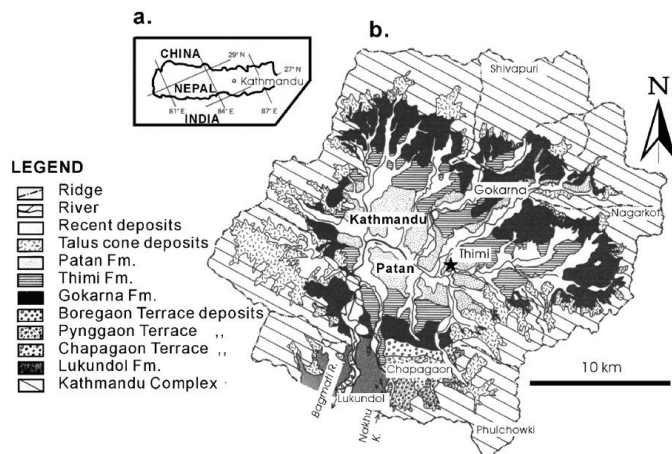 a.
CHINA
29° N
27° N
Kathmandu
NEPAL
81° E
84° E
87° E
INDIA
b.
Shivapuri
N
Gokarna
Nagarkot
Kathmandu
Thimi
Patan
10 km
Chapagaon
Lukundol
Bagmati R.
Nakhu
K.
Phulchowki
LEGEND
Ridge
River
Recent deposits
Talus cone deposits
Patan Fm.
Thimi Fm.
Gokarna Fm.
Boregaon Terrace deposits
Pynggaon Terrace ,,
Chapagaon Terrace ,,
Lukundol Fm.
Kathmandu Complex